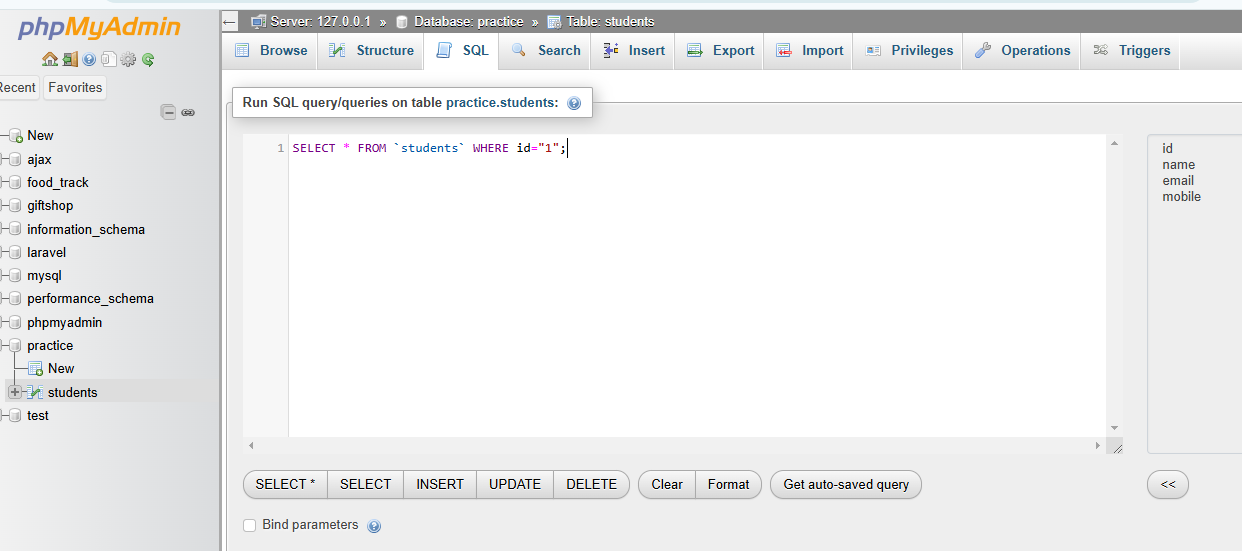 phpMyAdmin
Recent Favorites
New
ajax
food_track
giftshop
information_schema
laravel
mysql
performance_schema
phpmyadmin
practice
New
students
test
Server: 127.0.0.1 » Database: practice » Table: students
Browse Structure SQL Search Insert Export Import Privileges Operations Triggers
Run SQL query/queries on table practice.students:
1 SELECT * FROM `students` WHERE id="1";
id
name
email
mobile
SELECT * SELECT INSERT UPDATE DELETE Clear Format Get auto-saved query <<
Bind parameters